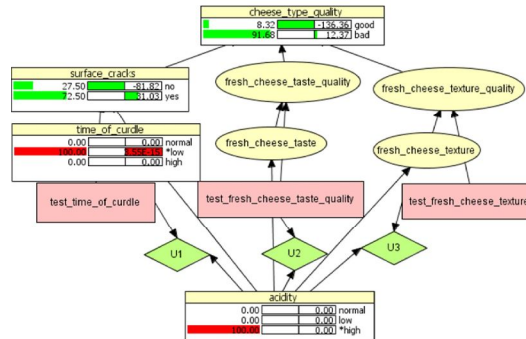 cheese_type_quality
8.32 -136.36 good
91.68 12.37 bad
surface_cracks
27.50 -81.82 no
72.50 31.03 yes
fresh_cheese_taste_quality
fresh_cheese_texture_quality
time_of_curdle
0.00 0.00 normal
100.00 *low
0.00 0.00 high
fresh_cheese_taste
fresh_cheese_texture
test_time_of_curdle
test_fresh_cheese_taste_quality
test_fresh_cheese_texture
U1
U2
U3
acidity
0.00 0.00 normal
0.00 0.00 low
100.00 0.00 *high